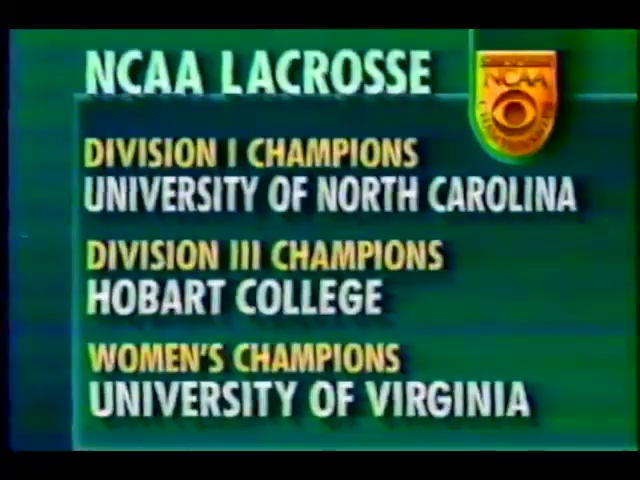 NCAA LACROSSE
NCAA
DIVISION I CHAMPIONS
UNIVERSITY OF NORTH CAROLINA
DIVISION III CHAMPIONS
HOBART COLLEGE
WOMEN'S CHAMPIONS
UNIVERSITY OF VIRGINIA